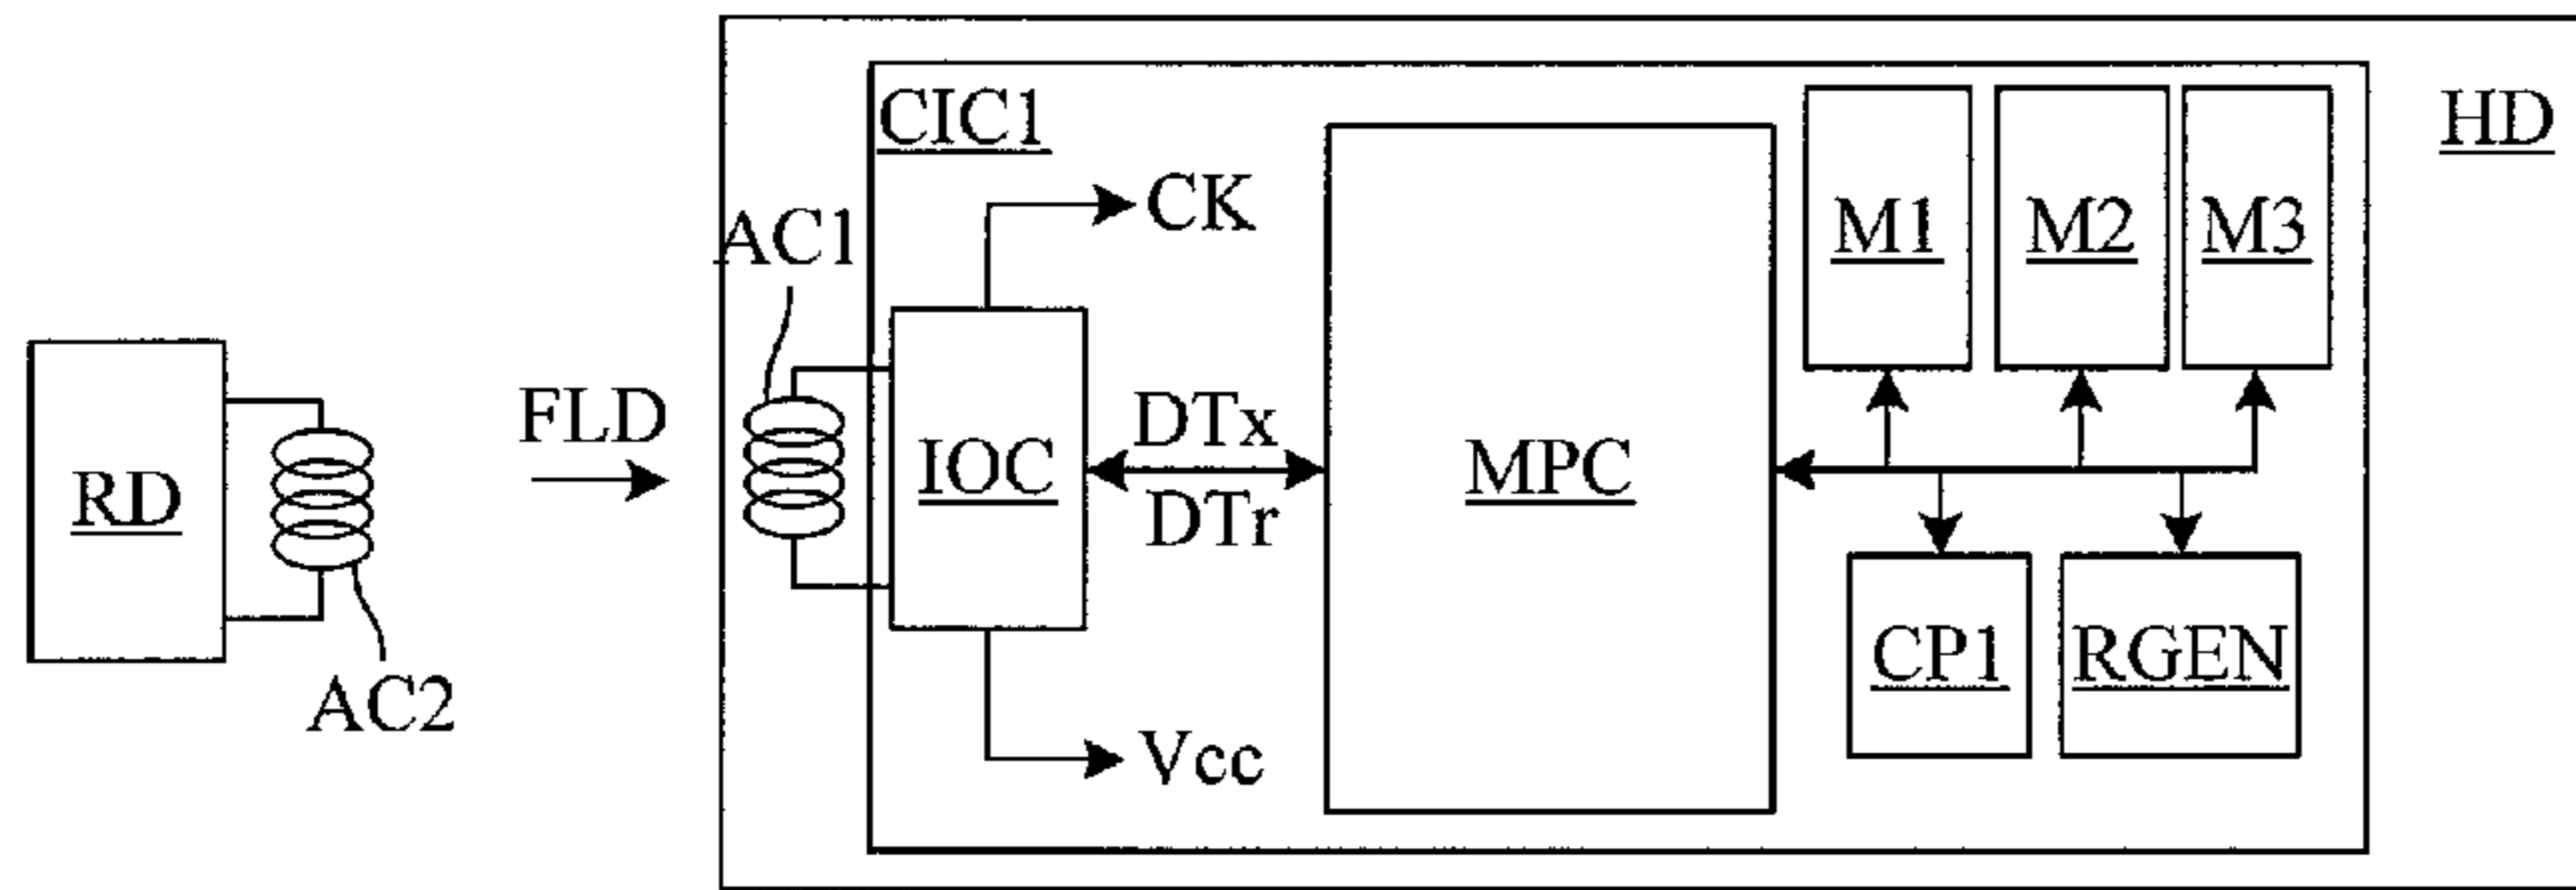 CIC1
HD
CK
AC1
M1
M2
M3
FLD
DTx
RD
IOC
MPC
DTr
AC2
CP1
RGEN
Vcc